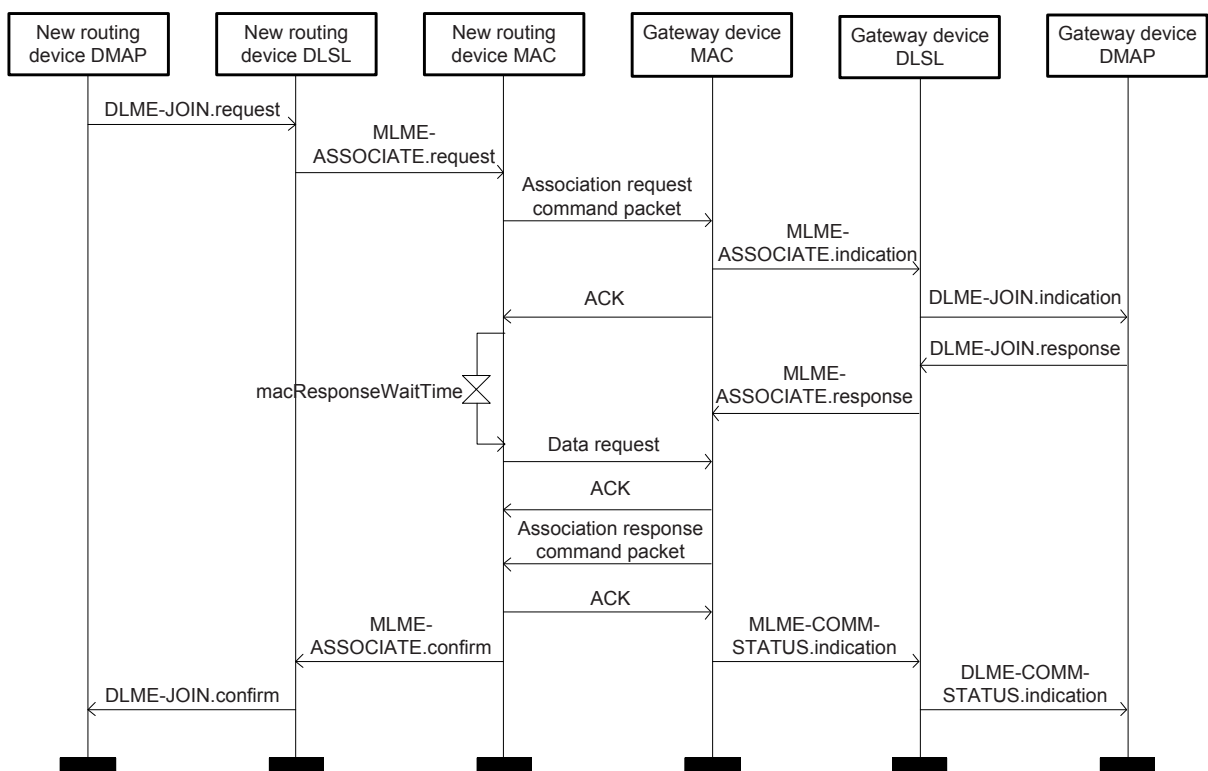 New routing
device DMAP
New routing
device DLSL
New routing
device MAC
Gateway device
MAC
Gateway device
DLSL
Gateway device
DMAP
DLME-JOIN.request
MLME-
ASSOCIATE.request
Association request
command packet
MLME-
ASSOCIATE.indication
ACK
DLME-JOIN.indication
DLME-JOIN.response
macResponseWaitTime
MLME-
ASSOCIATE.response
Data request
ACK
Association response
command packet
ACK
MLME-
ASSOCIATE.confirm
MLME-COMM-
STATUS.indication
DLME-JOIN.confirm
DLME-COMM-
STATUS.indication